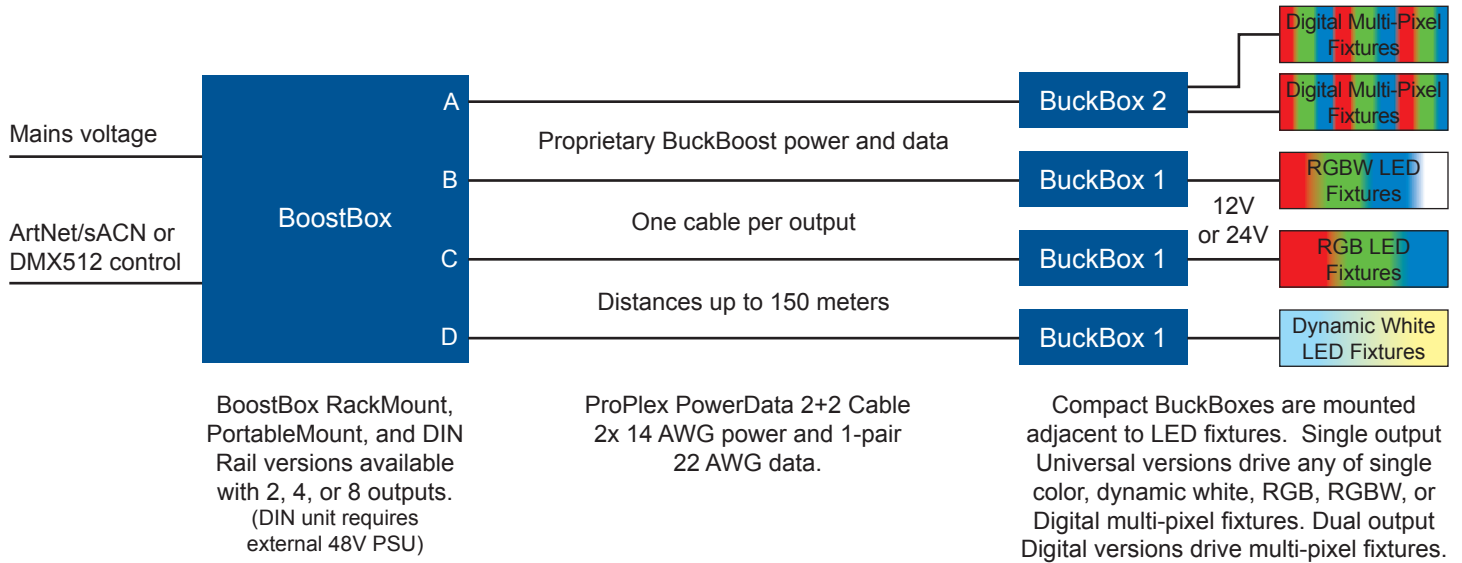 Mains voltage
ArtNet/sACN or
DMX512 control
BoostBox
A
B
C
D
Proprietary BuckBoost power and data
One cable per output
Distances up to 150 meters
BuckBox 2
BuckBox 1
BuckBox 1
BuckBox 1
12V
or 24V
Digital Multi-Pixel
Fixtures
Digital Multi-Pixel
Fixtures
RGBW LED
Fixtures
RGB LED
Fixtures
Dynamic White
LED Fixtures
BoostBox RackMount,
PortableMount, and DIN
Rail versions available
with 2, 4, or 8 outputs.
(DIN unit requires
external 48V PSU)
ProPlex PowerData 2+2 Cable
2x 14 AWG power and 1-pair
22 AWG data.
Compact BuckBoxes are mounted
adjacent to LED fixtures.  Single output
Universal versions drive any of single
color, dynamic white, RGB, RGBW, or
Digital multi-pixel fixtures. Dual output
Digital versions drive multi-pixel fixtures.